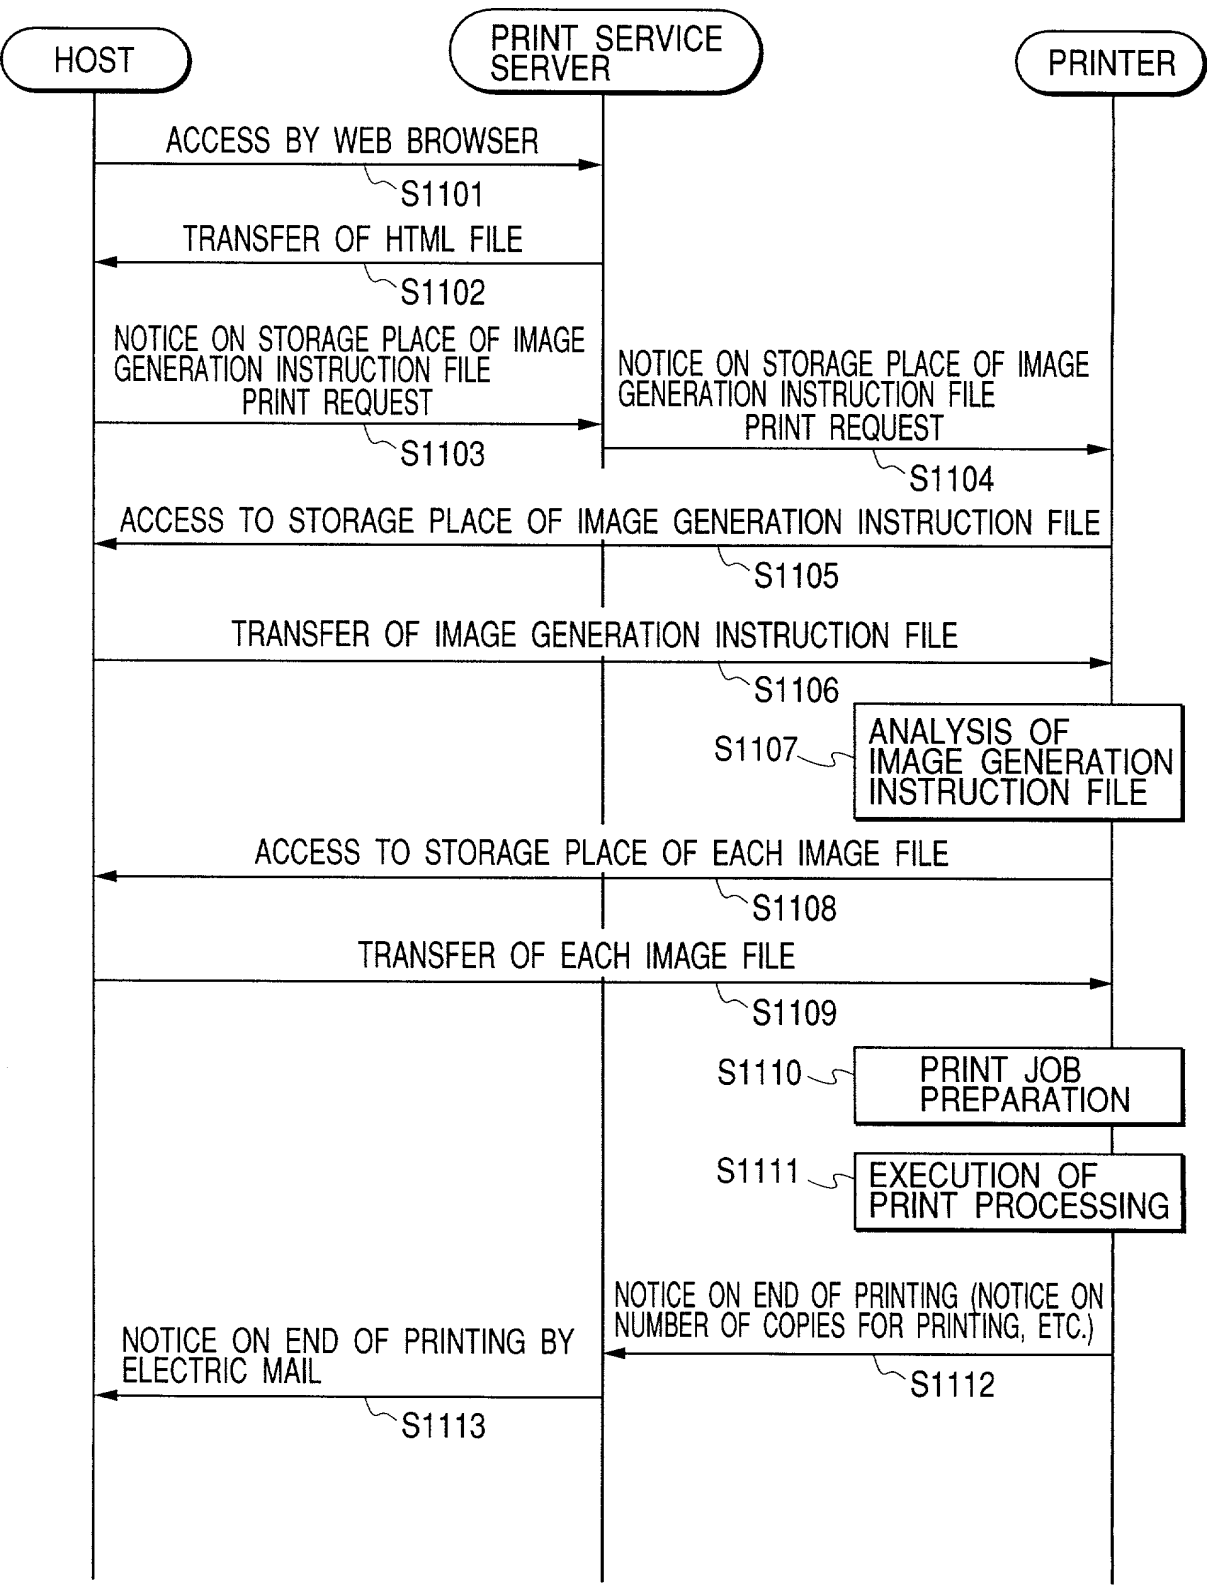 HOST
PRINT SERVICE
SERVER
PRINTER
ACCESS BY WEB BROWSER
S1101
TRANSFER OF HTML FILE
S1102
NOTICE ON STORAGE PLACE OF IMAGE
GENERATION INSTRUCTION FILE
PRINT REQUEST
S1103
NOTICE ON STORAGE PLACE OF IMAGE
GENERATION INSTRUCTION FILE
PRINT REQUEST
S1104
ACCESS TO STORAGE PLACE OF IMAGE GENERATION INSTRUCTION FILE
S1105
TRANSFER OF IMAGE GENERATION INSTRUCTION FILE
S1106
S1107
ANALYSIS OF
IMAGE GENERATION
INSTRUCTION FILE
ACCESS TO STORAGE PLACE OF EACH IMAGE FILE
S1108
TRANSFER OF EACH IMAGE FILE
S1109
S1110
PRINT JOB
PREPARATION
S1111
EXECUTION OF
PRINT PROCESSING
NOTICE ON END OF PRINTING (NOTICE ON
NUMBER OF COPIES FOR PRINTING, ETC.)
S1112
NOTICE ON END OF PRINTING BY
ELECTRIC MAIL
S1113